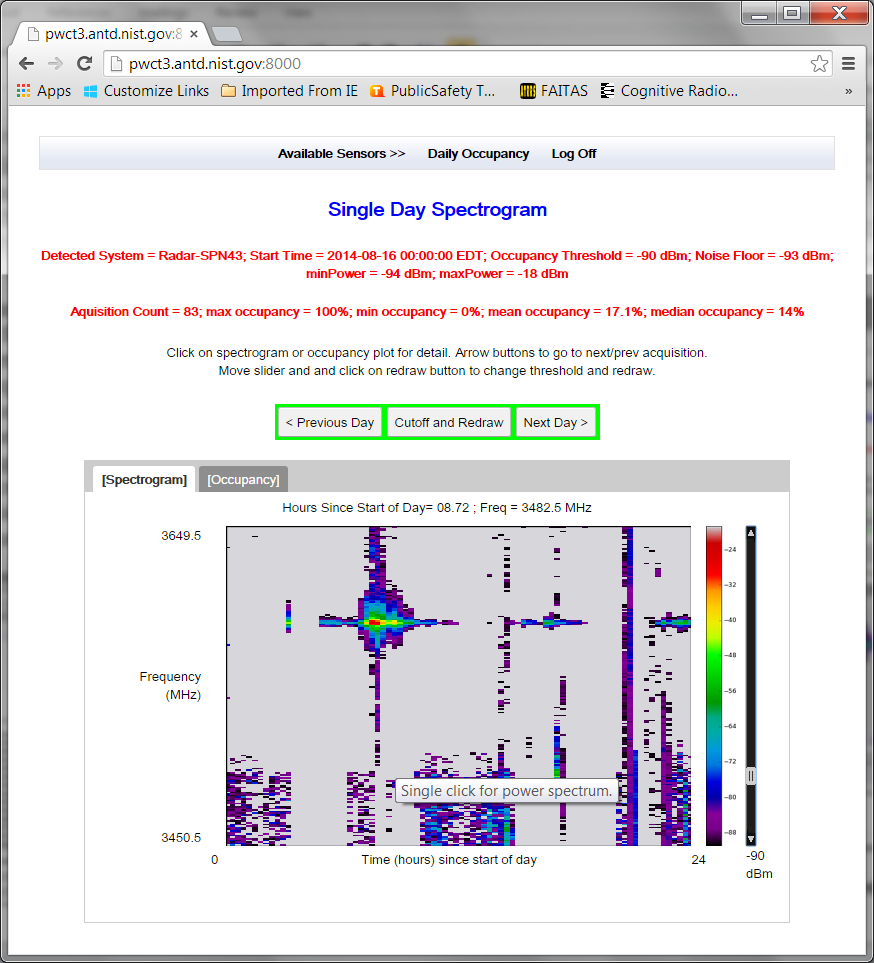 pwct3.antd.nist.gov:8
pwct3.antd.nist.gov:8000
Apps Customize Links Imported From IE PublicSafety T... FAITAS Cognitive Radio... »
Available Sensors >> Daily Occupancy Log Off
Single Day Spectrogram
Detected System = Radar-SPN43; Start Time = 2014-08-16 00:00:00 EDT; Occupancy Threshold = -90 dBm; Noise Floor = -93 dBm;
minPower = -94 dBm; maxPower = -18 dBm
Aquisition Count = 83; max occupancy = 100%; min occupancy = 0%; mean occupancy = 17.1%; median occupancy = 14%
Click on spectrogram or occupancy plot for detail. Arrow buttons to go to next/prev acquisition.
Move slider and and click on redraw button to change threshold and redraw.
< Previous Day Cutoff and Redraw Next Day >
[Spectrogram] [Occupancy]
Hours Since Start of Day= 08.72 ; Freq = 3482.5 MHz
3649.5
Frequency
(MHz)
3450.5
-24
-32
-40
-48
-56
-64
-72
-80
-88
Single click for power spectrum.
0 Time (hours) since start of day 24
-90
dBm